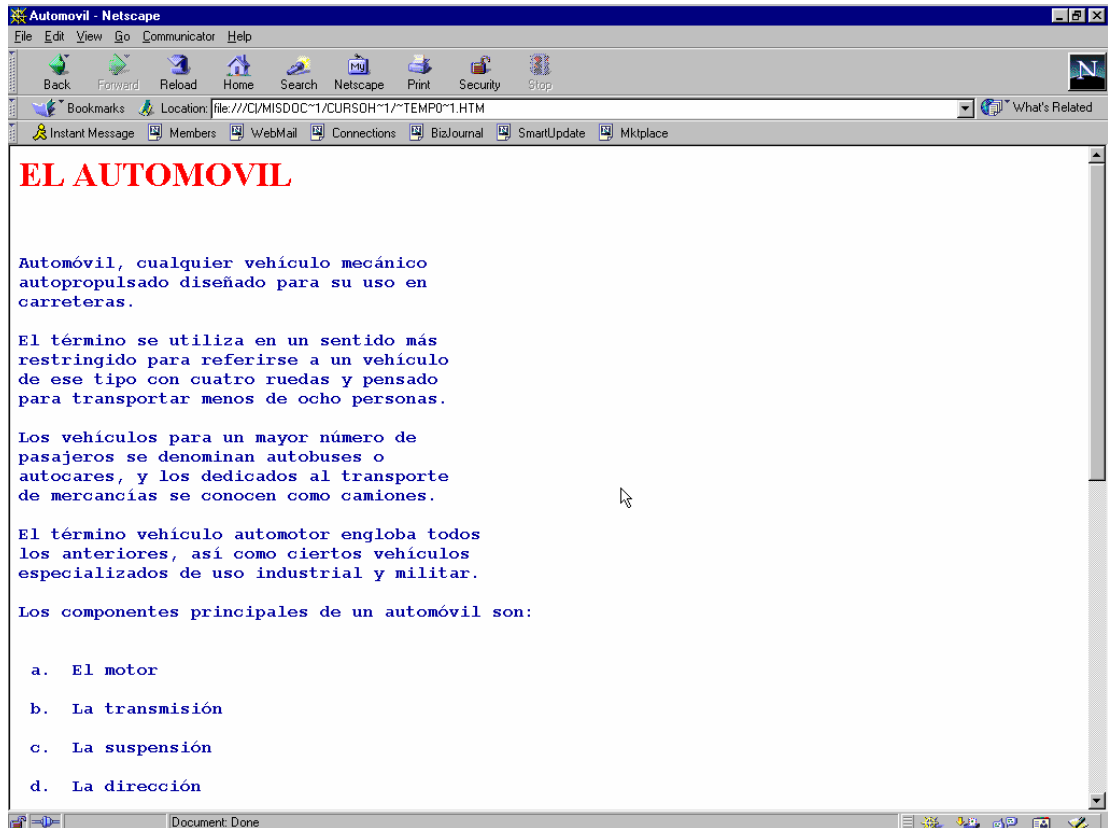 Automovil - Netscape
File Edit View Go Communicator Help
My N
Back Forward Reload Home Search Netscape Print Security Stop
Bookmarks Location: file:///C|/MISDOC~1/CURSOH~1/~TEMP0~1.HTM What's Related
Instant Message Members WebMail Connections BizJournal SmartUpdate Mktplace
EL AUTOMOVIL
Automóvil, cualquier vehículo mecánico
autopropulsado diseñado para su uso en
carreteras.
El término se utiliza en un sentido más
restringido para referirse a un vehículo
de ese tipo con cuatro ruedas y pensado
para transportar menos de ocho personas.
Los vehículos para un mayor número de
pasajeros se denominan autobuses o
autocares, y los dedicados al transporte
de mercancías se conocen como camiones.
El término vehículo automotor engloba todos
los anteriores, así como ciertos vehículos
especializados de uso industrial y militar.
Los componentes principales de un automóvil son:
a. El motor
b. La transmisión
c. La suspensión
d. La dirección
Document: Done